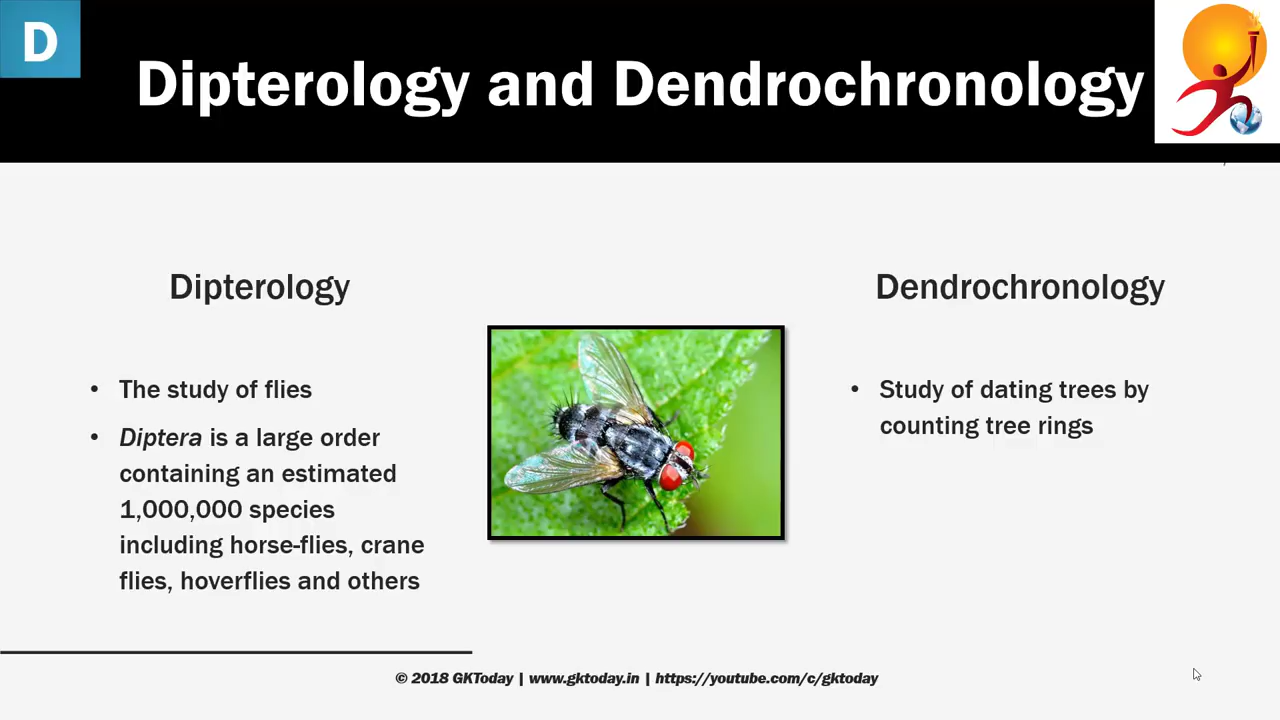 D
Dipterology and Dendrochronology
Dipterology
• The study of flies
• Diptera is a large order
containing an estimated
1,000,000 species
including horse-flies, crane
flies, hoverflies and others
Dendrochronology
• Study of dating trees by
counting tree rings
© 2018 GKToday | www.gktoday.in | https://youtube.com/c/gktoday